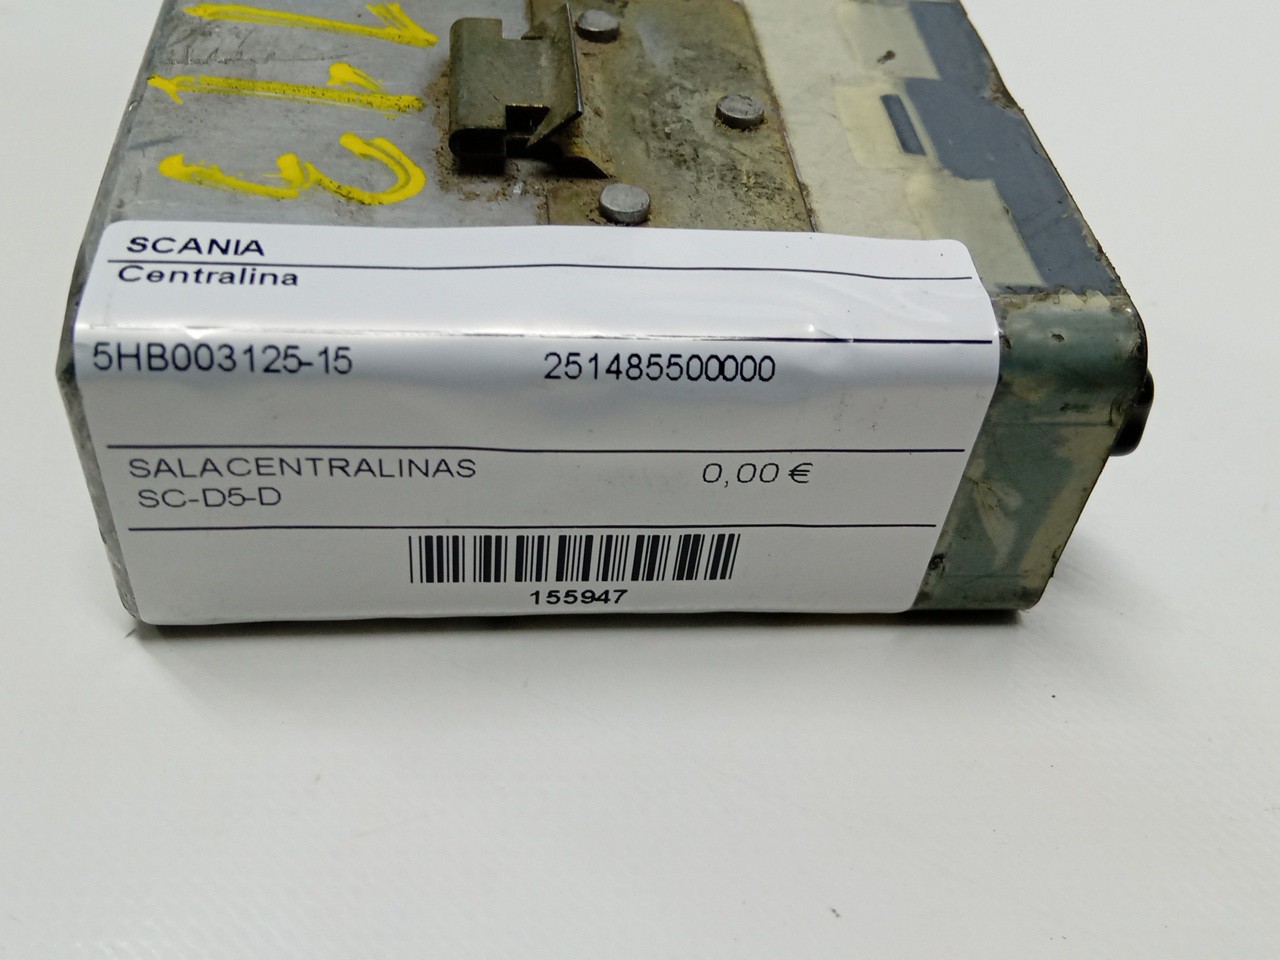 SCANIA
Centralina
5HB003125-15 251485500000
SALACENTRALINAS 0,00 €
SC-D5-D
155947